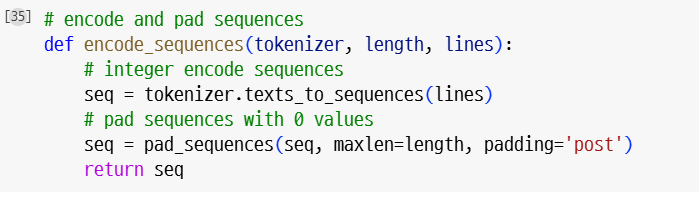 [35] # encode and pad sequences
def encode_sequences(tokenizer, length, lines):
    # integer encode sequences
    seq = tokenizer.texts_to_sequences(lines)
    # pad sequences with 0 values
    seq = pad_sequences(seq, maxlen=length, padding='post')
    return seq